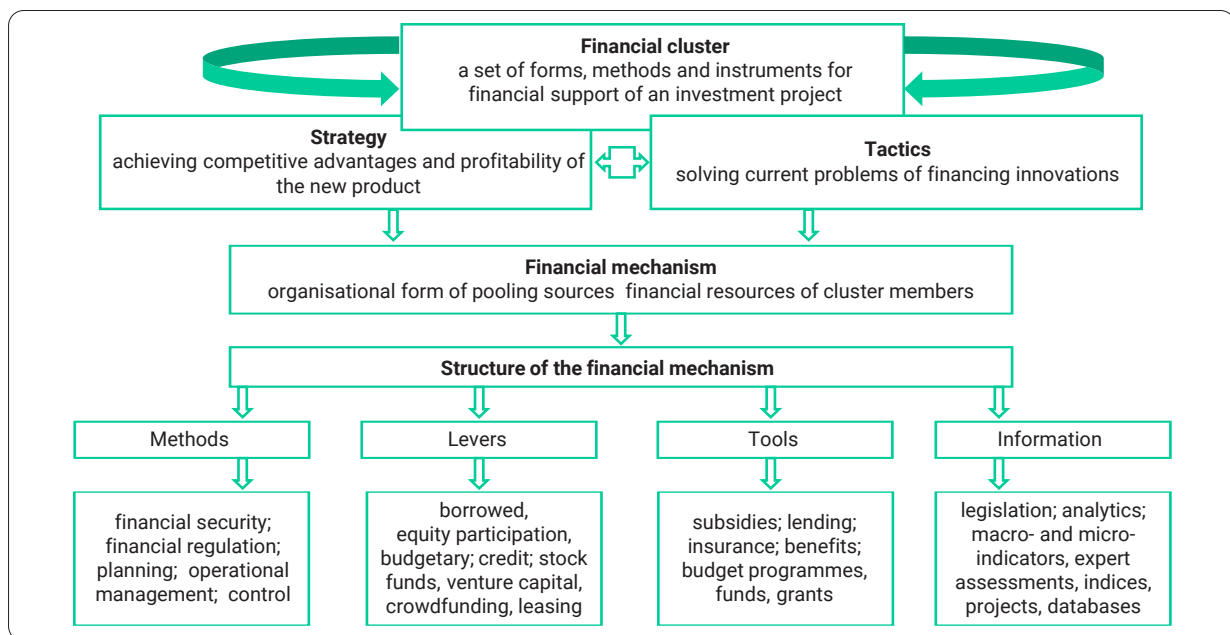 Financial cluster
a set of forms, methods and instruments for
financial support of an investment project
Strategy
achieving competitive advantages and profitability of
the new product
Tactics
solving current problems of financing innovations
Financial mechanism
organisational form of pooling sources  financial resources of cluster members
Structure of the financial mechanism
Methods
Levers
Tools
Information
financial security;
financial regulation;
planning;  operational
management;  control
borrowed,
equity participation,
budgetary; credit; stock
funds, venture capital,
crowdfunding, leasing
subsidies; lending;
insurance; benefits;
budget programmes,
funds, grants
legislation; analytics;
macro- and micro-
indicators, expert
assessments, indices,
projects, databases